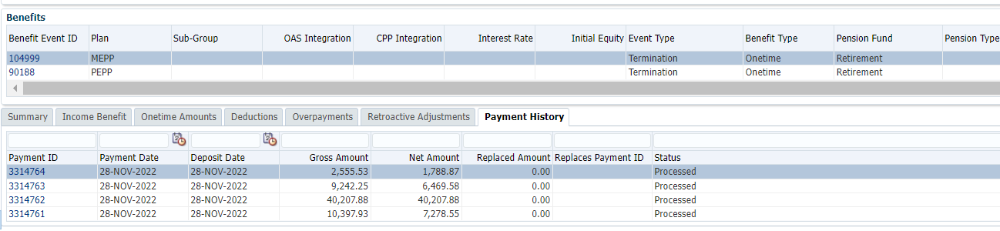 Benefits
Benefit Event ID Plan Sub-Group OAS Integration CPP Integration Interest Rate Initial Equity Event Type Benefit Type Pension Fund Pension Type
104999 MEPP Termination Onetime Retirement
90188 PEPP Termination Onetime Retirement
Summary Income Benefit Onetime Amounts Deductions Overpayments Retroactive Adjustments Payment History
Payment ID Payment Date Deposit Date Gross Amount Net Amount Replaced Amount Replaces Payment ID Status
3314764 28-NOV-2022 28-NOV-2022 2,555.53 1,788.87 0.00 Processed
3314763 28-NOV-2022 28-NOV-2022 9,242.25 6,469.58 0.00 Processed
3314762 28-NOV-2022 28-NOV-2022 40,207.88 40,207.88 0.00 Processed
3314761 28-NOV-2022 28-NOV-2022 10,397.93 7,278.55 0.00 Processed